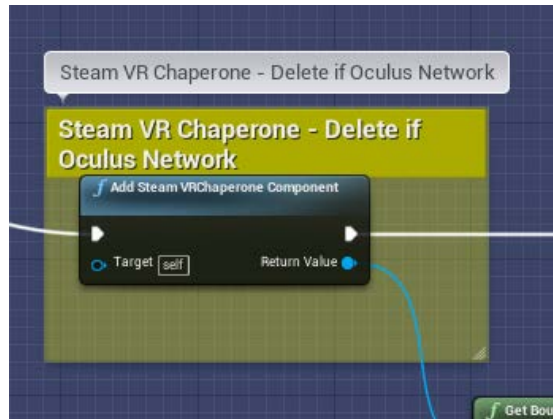 Steam VR Chaperone - Delete if Oculus Network
Steam VR Chaperone - Delete if
Oculus Network
f Add Steam VRChaperone Component
Target self Return Value
f Get Bou